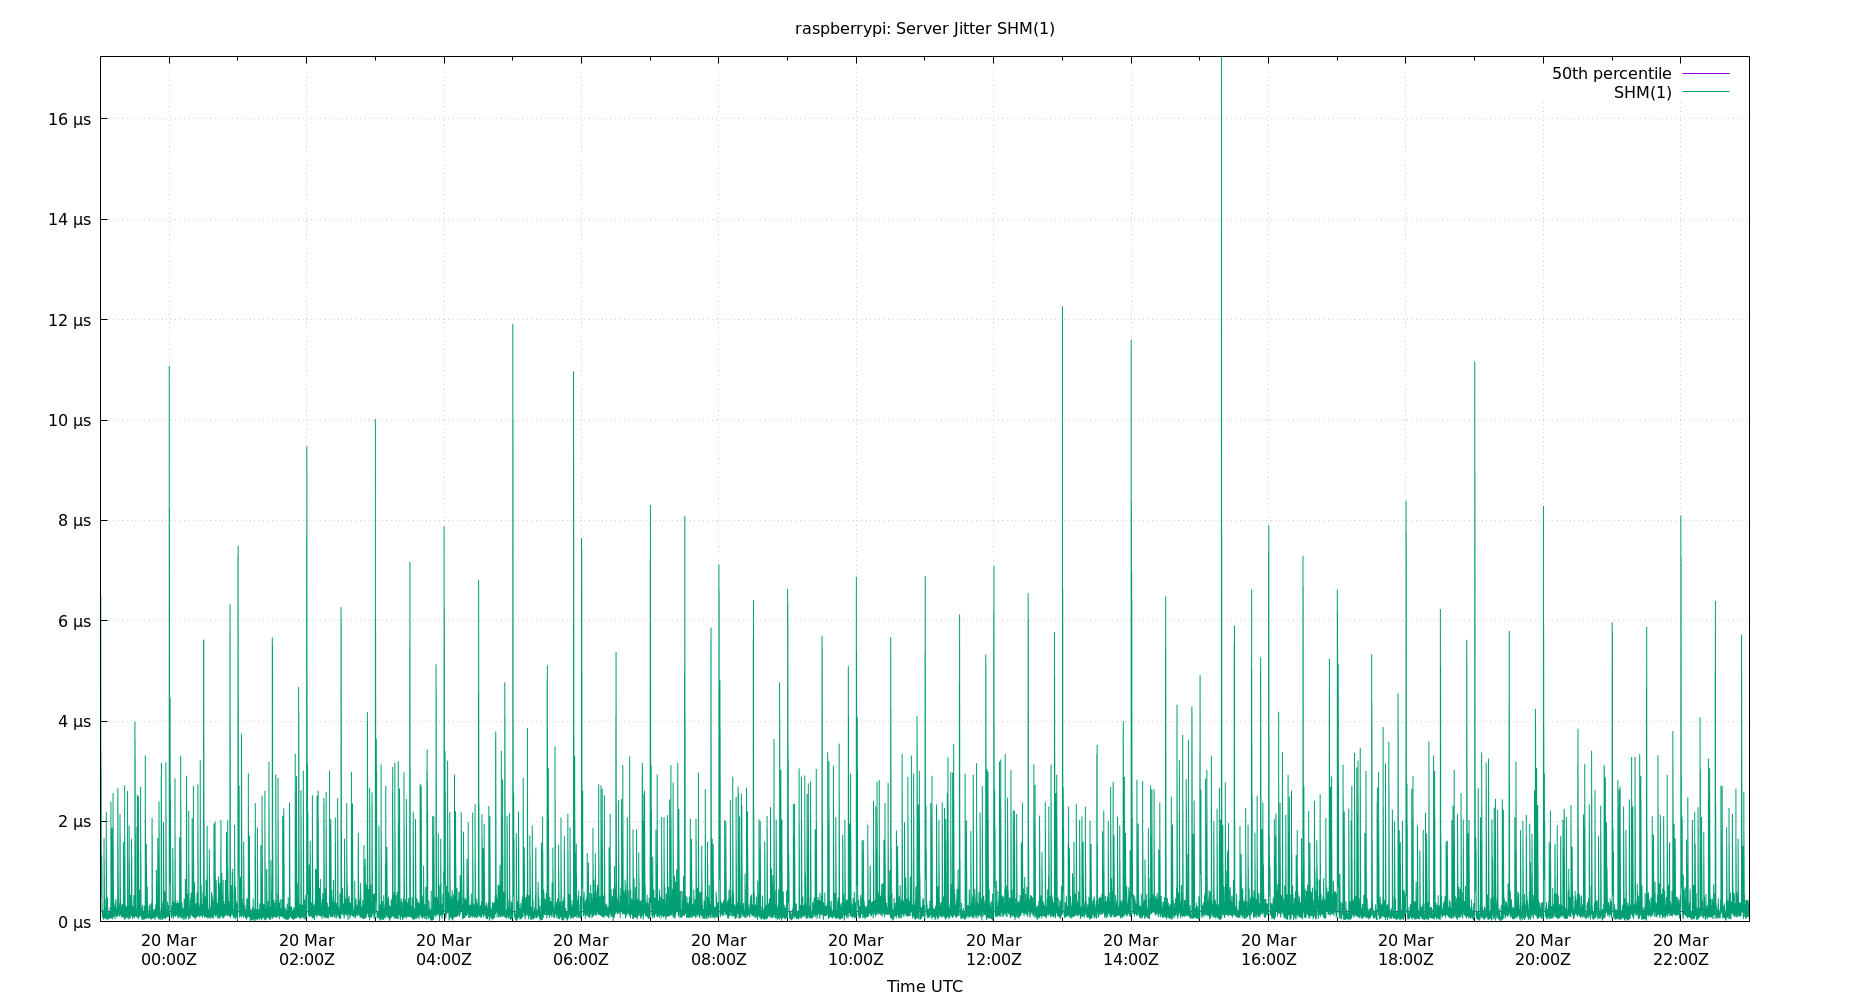 raspberrypi: Server Jitter SHM(1)
50th percentile
SHM(1)
16 µs
14 µs
12 µs
10 µs
8 µs
6 µs
4 µs
2 µs
0 µs
20 Mar 20 Mar 20 Mar 20 Mar 20 Mar 20 Mar 20 Mar 20 Mar 20 Mar 20 Mar 20 Mar 20 Mar
00:00Z 02:00Z 04:00Z 06:00Z 08:00Z 10:00Z 12:00Z 14:00Z 16:00Z 18:00Z 20:00Z 22:00Z
Time UTC